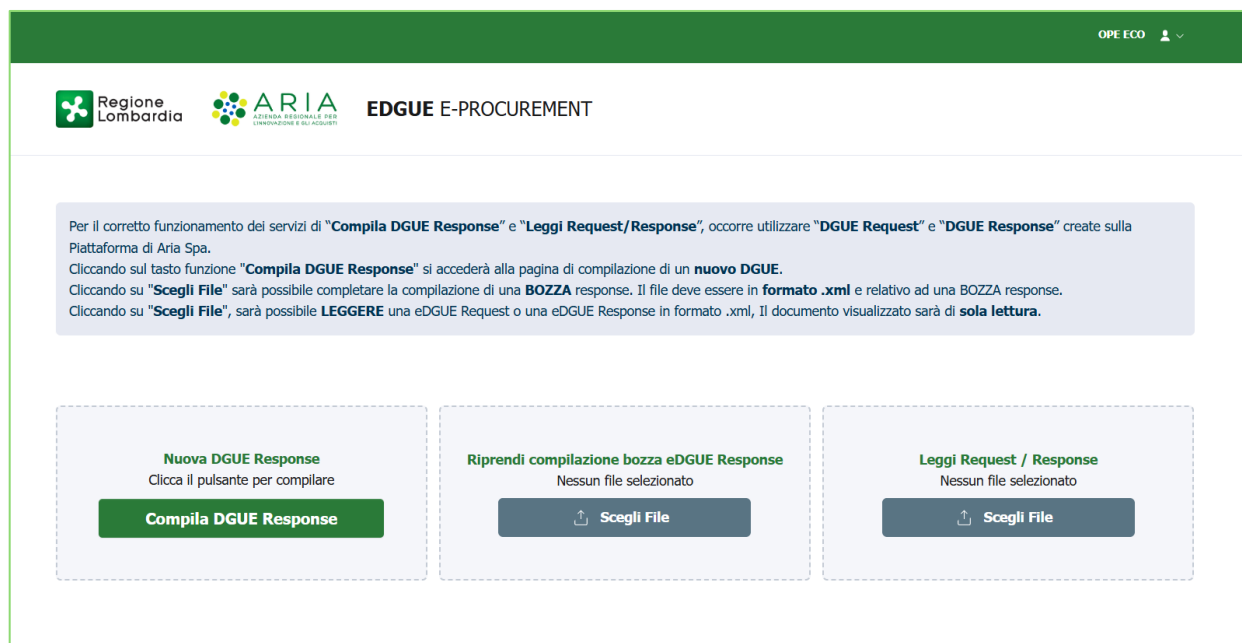 OPE ECO
Regione
Lombardia
ARIA
AZIENDA REGIONALE PER
L'INNOVAZIONE E GLI ACQUISTI
EDGUE E-PROCUREMENT
Per il corretto funzionamento dei servizi di “Compila DGUE Response” e “Leggi Request/Response”, occorre utilizzare “DGUE Request” e “DGUE Response” create sulla
Piattaforma di Aria Spa.
Cliccando sul tasto funzione "Compila DGUE Response" si accederà alla pagina di compilazione di un nuovo DGUE.
Cliccando su "Scegli File" sarà possibile completare la compilazione di una BOZZA response. Il file deve essere in formato .xml e relativo ad una BOZZA response.
Cliccando su "Scegli File", sarà possibile LEGGERE una eDGUE Request o una eDGUE Response in formato .xml, Il documento visualizzato sarà di sola lettura.
Nuova DGUE Response
Clicca il pulsante per compilare
Compila DGUE Response
Riprendi compilazione bozza eDGUE Response
Nessun file selezionato
Scegli File
Leggi Request / Response
Nessun file selezionato
Scegli File